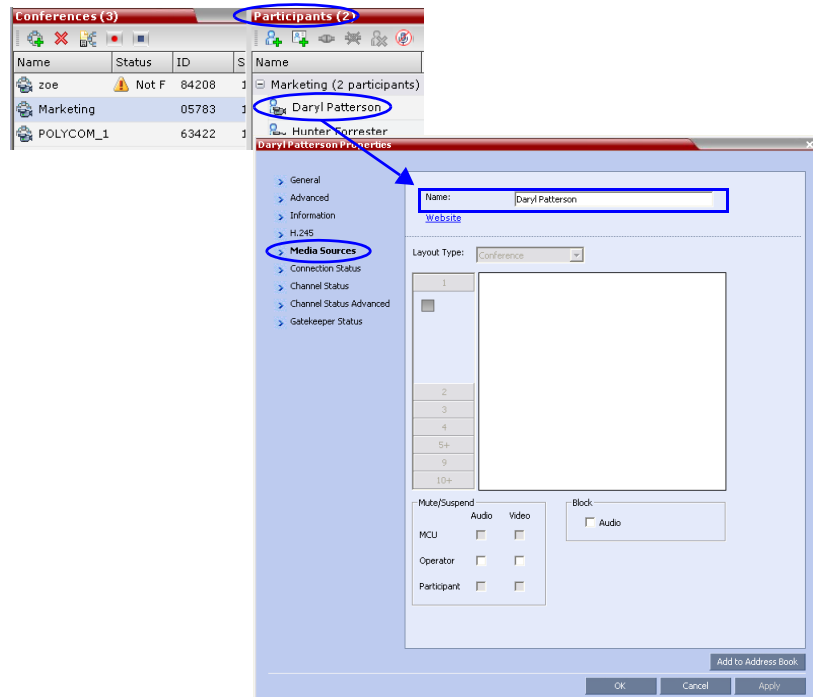 Conferences (3)
Participants (2)
Name Status ID S
Name
zoe Not F 84208 1
Marketing (2 participants)
Marketing 05783 1
Daryl Patterson
POLYCOM_1 63422 1
Hunter Forrester
Daryl Patterson Properties
General
Advanced
Information
H.245
Media Sources
Connection Status
Channel Status
Channel Status Advanced
Gatekeeper Status
Name: Daryl Patterson
Website
Layout Type: Conference
1
2
3
4
5+
9
10+
Mute/Suspend
Audio Video
MCU
Operator
Participant
Block
Audio
Add to Address Book
OK Cancel Apply